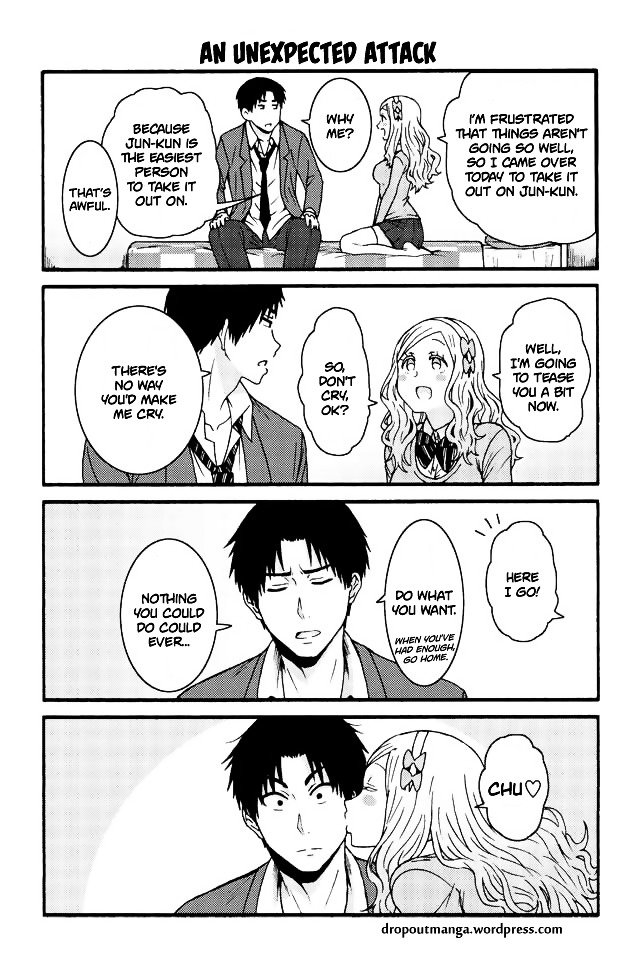 AN UNEXPECTED ATTACK
I'M FRUSTRATED
THAT THINGS AREN'T
GOING SO WELL,
SO I CAME OVER
TODAY TO TAKE IT
OUT ON JUN-KUN.
WHY
ME?
BECAUSE
JUN-KUN IS
THE EASIEST
PERSON
TO TAKE IT
OUT ON.
THAT'S
AWFUL.
WELL,
I'M GOING
TO TEASE
YOU A BIT
NOW.
SO,
DON'T
CRY,
OK?
THERE'S
NO WAY
YOU'D MAKE
ME CRY.
HERE
I GO!
DO WHAT
YOU WANT.
WHEN YOU'VE
HAD ENOUGH,
GO HOME.
NOTHING
YOU COULD
DO COULD
EVER...
CHU♡
dropoutmanga.wordpress.com